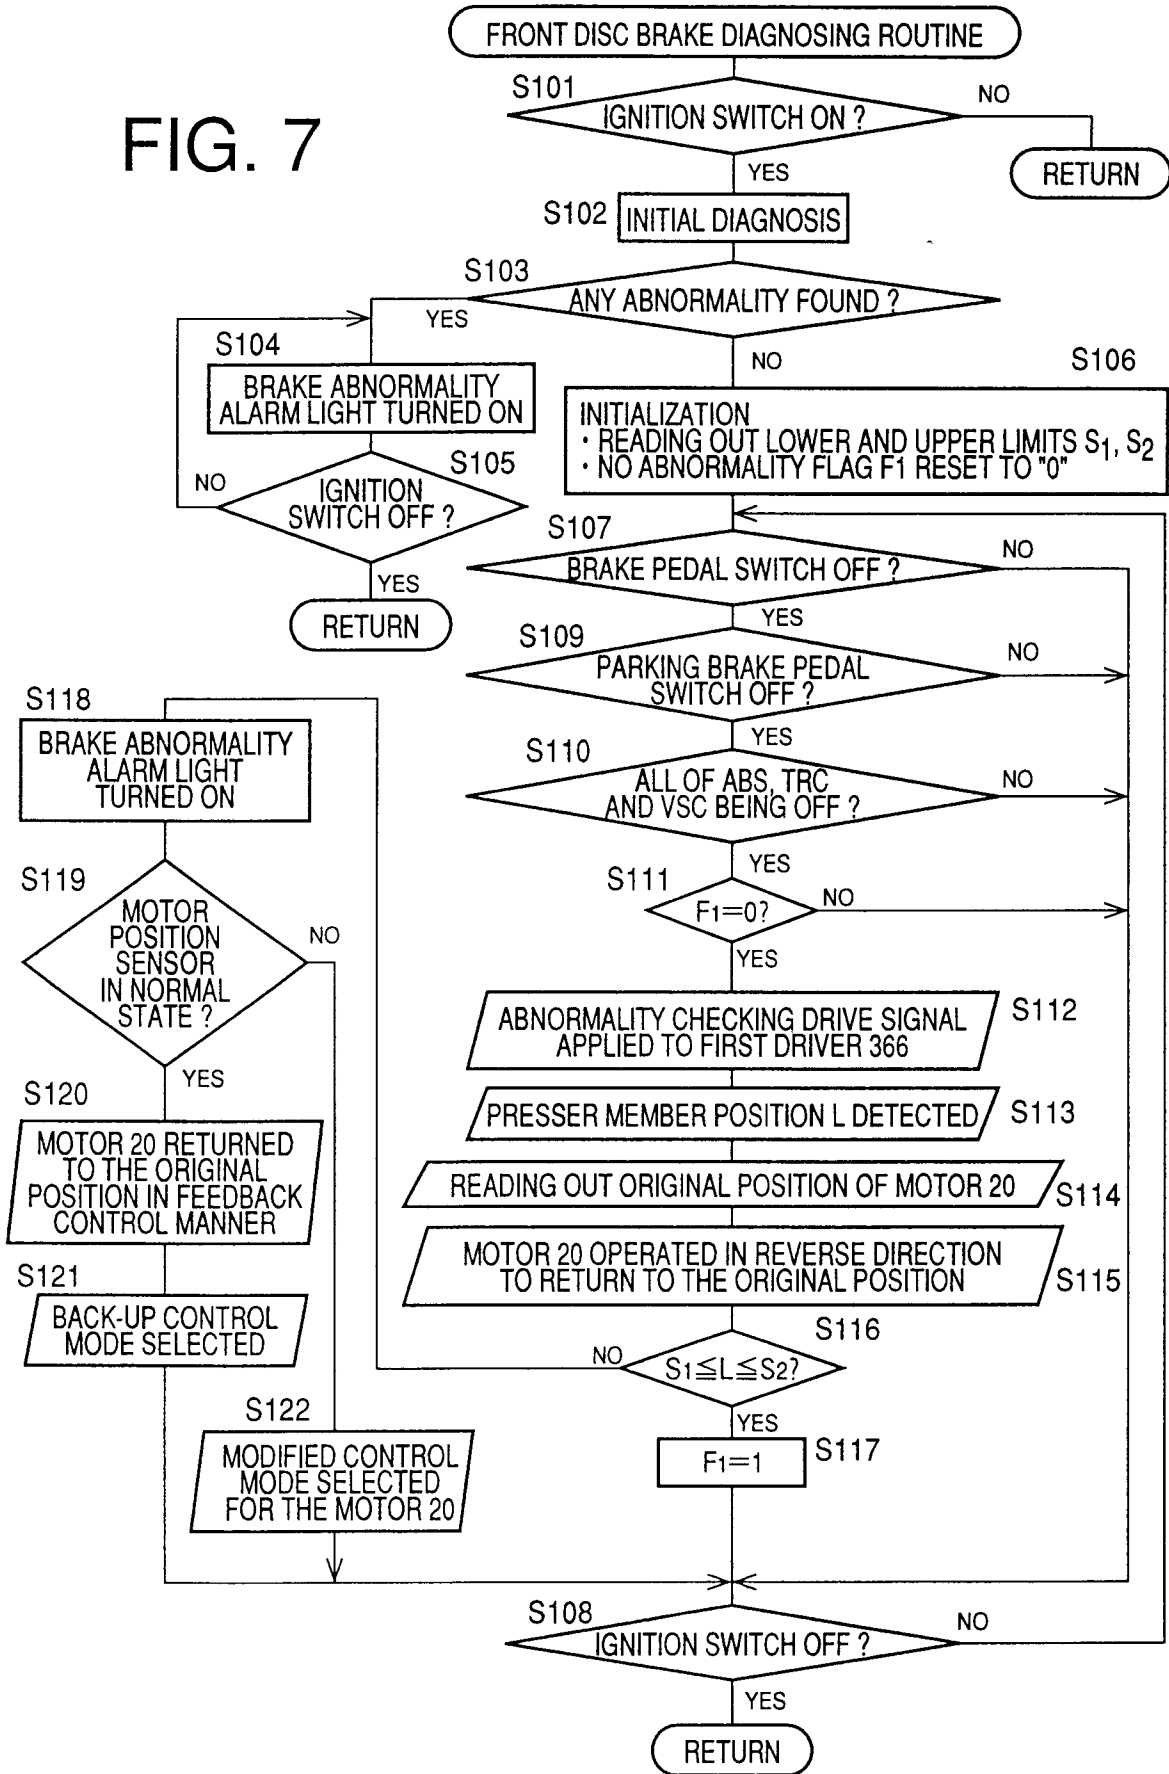 FRONT DISC BRAKE DIAGNOSING ROUTINE
FIG. 7
S101
IGNITION SWITCH ON ?
NO
RETURN
YES
S102
INITIAL DIAGNOSIS
S103
ANY ABNORMALITY FOUND ?
YES
NO
S104
BRAKE ABNORMALITY
ALARM LIGHT TURNED ON
S105
IGNITION
SWITCH OFF ?
NO
YES
RETURN
S106
INITIALIZATION
· READING OUT LOWER AND UPPER LIMITS S1, S2
· NO ABNORMALITY FLAG F1 RESET TO "0"
S107
BRAKE PEDAL SWITCH OFF ?
NO
YES
S109
PARKING BRAKE PEDAL
SWITCH OFF ?
NO
YES
S110
ALL OF ABS, TRC
AND VSC BEING OFF ?
NO
YES
S111
F1=0?
NO
YES
S112
ABNORMALITY CHECKING DRIVE SIGNAL
APPLIED TO FIRST DRIVER 366
S113
PRESSER MEMBER POSITION L DETECTED
S114
READING OUT ORIGINAL POSITION OF MOTOR 20
S115
MOTOR 20 OPERATED IN REVERSE DIRECTION
TO RETURN TO THE ORIGINAL POSITION
S116
S1≦L≦S2?
NO
YES
S117
F1=1
S118
BRAKE ABNORMALITY
ALARM LIGHT
TURNED ON
S119
MOTOR
POSITION
SENSOR
IN NORMAL
STATE ?
NO
YES
S120
MOTOR 20 RETURNED
TO THE ORIGINAL
POSITION IN FEEDBACK
CONTROL MANNER
S121
BACK-UP CONTROL
MODE SELECTED
S122
MODIFIED CONTROL
MODE SELECTED
FOR THE MOTOR 20
S108
IGNITION SWITCH OFF ?
NO
YES
RETURN